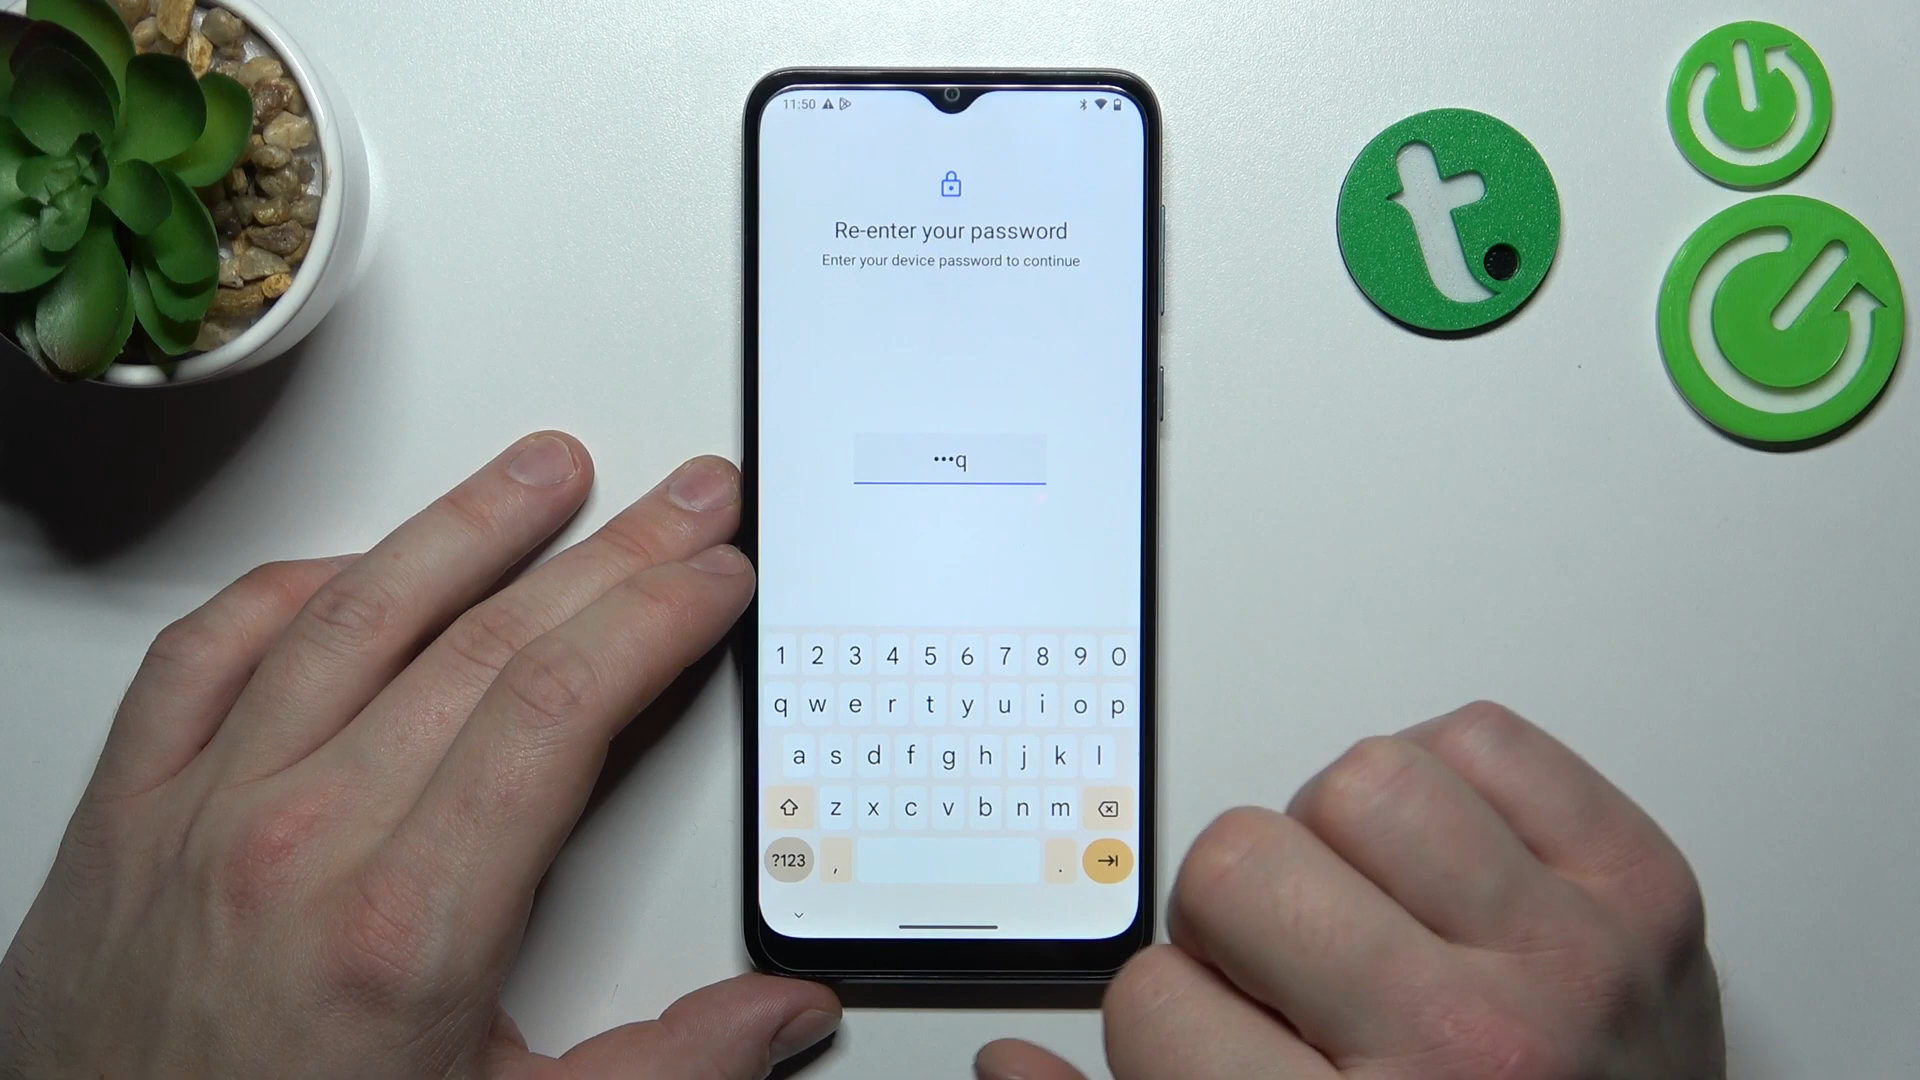 11:50
Re-enter your password
Enter your device password to continue
•••q
1 2 3 4 5 6 7 8 9 0
q w e r t y u i o p
a s d f g h j k l
z x c v b n m
?123 , .
t